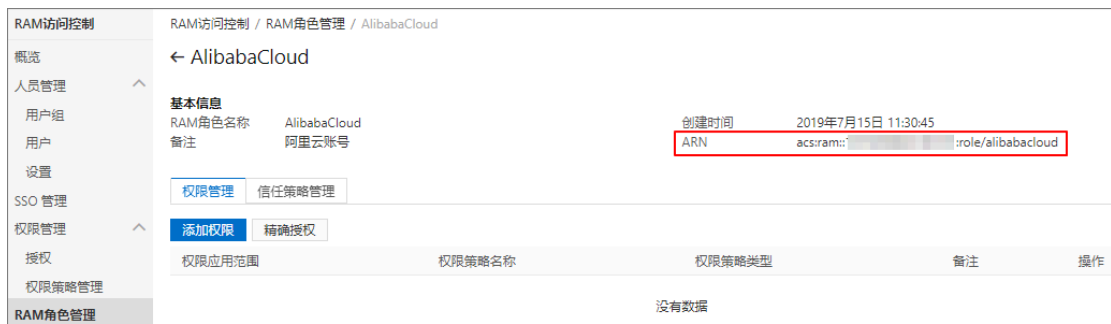 RAM访问控制
RAM访问控制 / RAM角色管理 / AlibabaCloud
概览
← AlibabaCloud
人员管理
用户组
用户
设置
SSO 管理
权限管理
授权
权限策略管理
RAM角色管理
基本信息
RAM角色名称 AlibabaCloud
创建时间 2019年7月15日 11:30:45
备注 阿里云账号
ARN acs:ram:: :role/alibabacloud
权限管理 信任策略管理
添加权限 精确授权
权限应用范围 权限策略名称 权限策略类型 备注 操作
没有数据